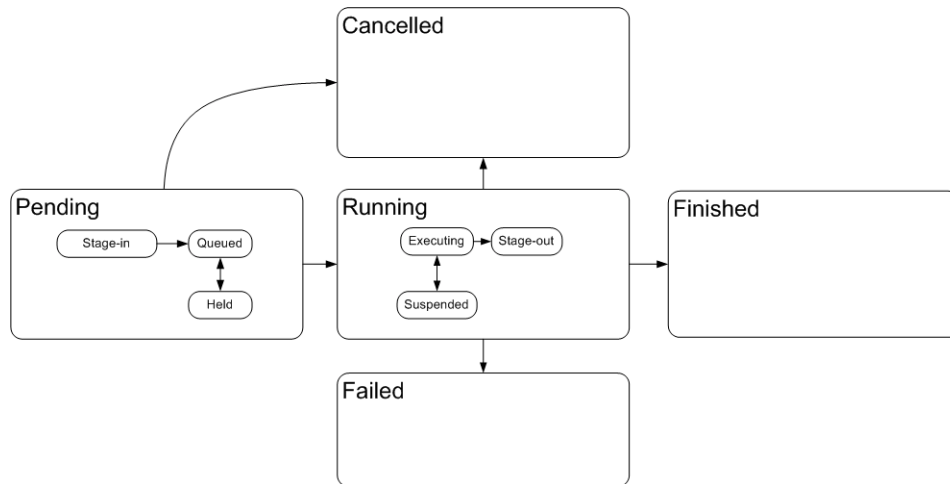 Cancelled
Pending
Stage-in
Queued
Held
Running
Executing
Stage-out
Suspended
Finished
Failed